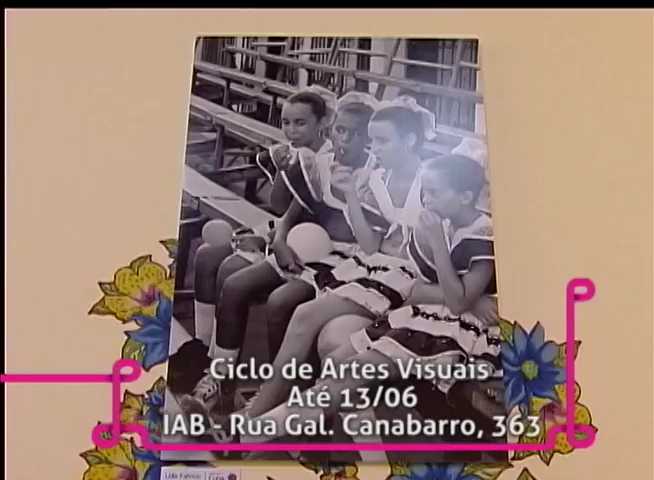 Ciclo de Artes Visuais
Até 13/06
IAB - Rua Gal. Canabarro, 363